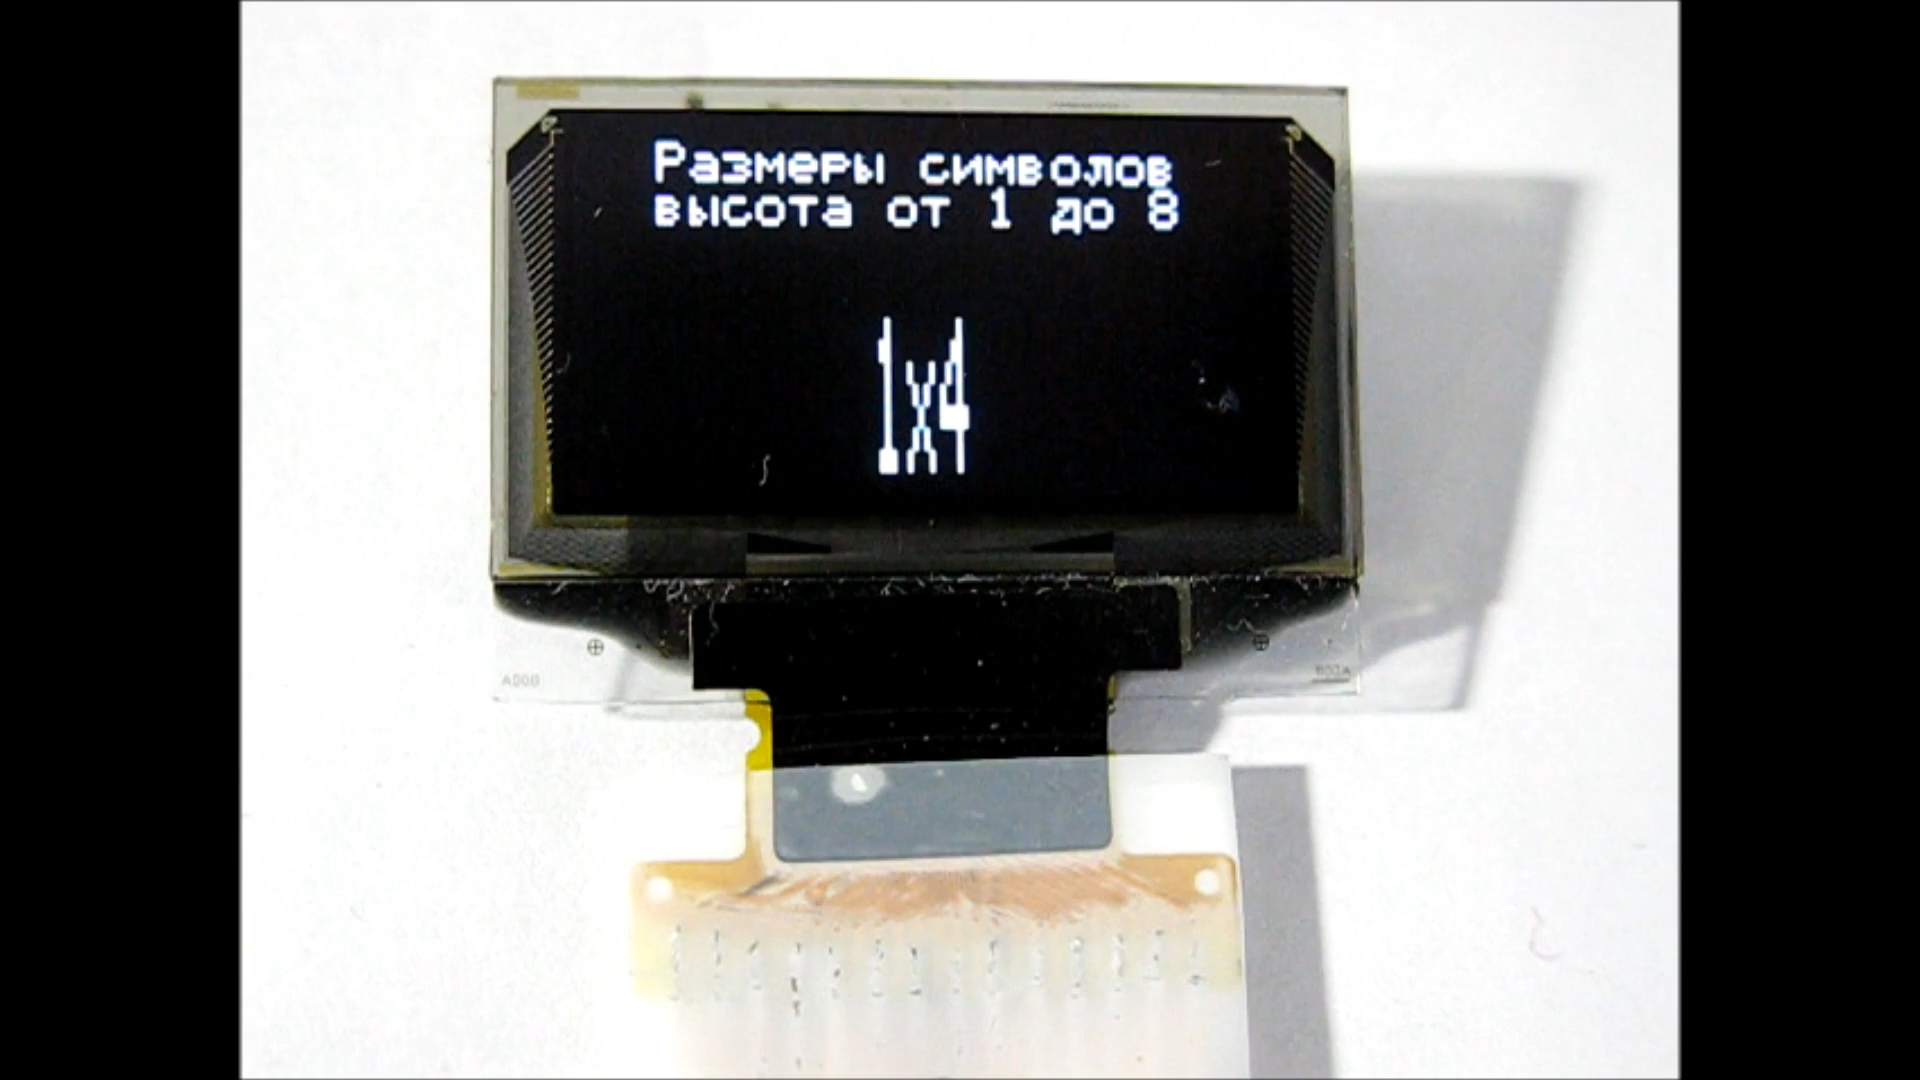 Размеры символов
высота от 1 до 8
1x4